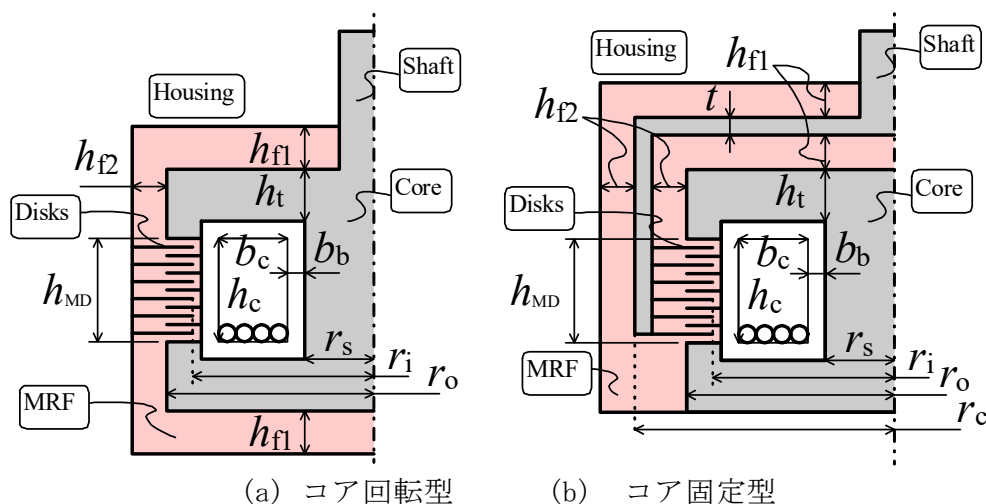 Housing
Shaft
hf1
hf2
ht
Core
Disks
bc
bb
hMD
hc
rs
ri
ro
MRF
hf1
(a) コア回転型
Housing
Shaft
hf1
t
hf2
ht
Core
Disks
bc
bb
hMD
hc
rs
ri
ro
MRF
rc
(b) コア固定型